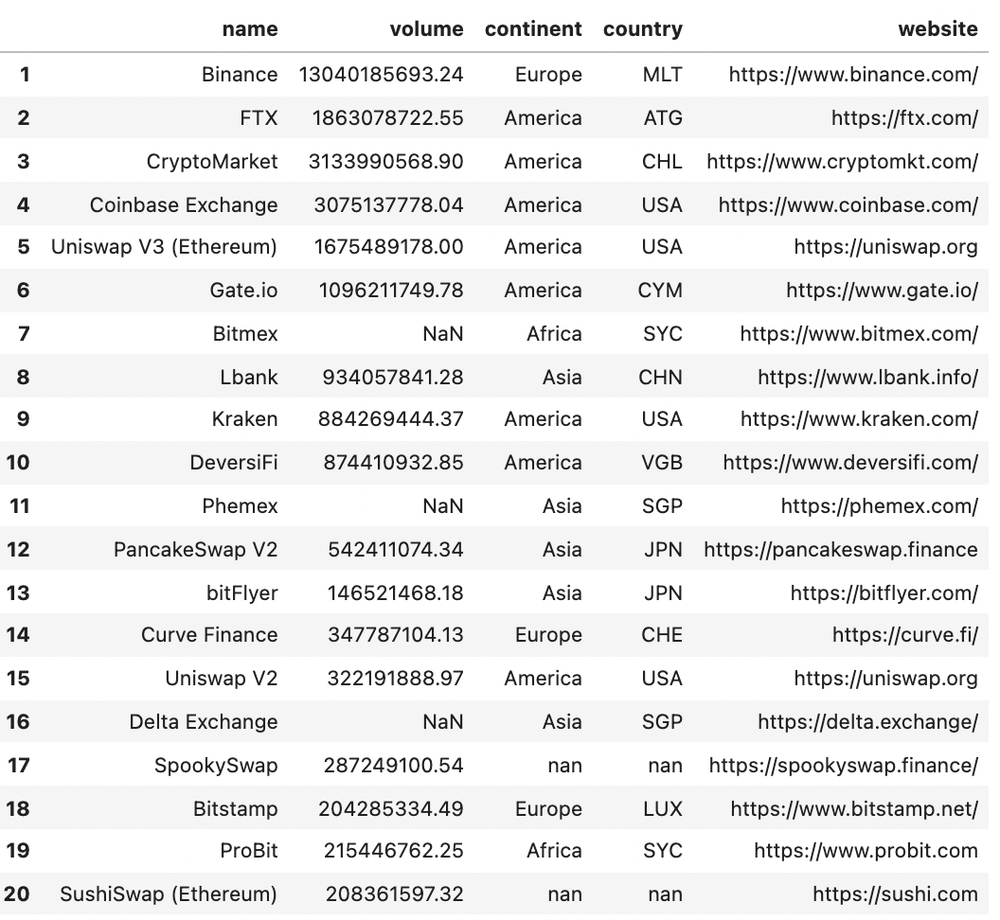 name volume continent country website
1 Binance 13040185693.24 Europe MLT https://www.binance.com/
2 FTX 1863078722.55 America ATG https://ftx.com/
3 CryptoMarket 3133990568.90 America CHL https://www.cryptomkt.com/
4 Coinbase Exchange 3075137778.04 America USA https://www.coinbase.com/
5 Uniswap V3 (Ethereum) 1675489178.00 America USA https://uniswap.org
6 Gate.io 1096211749.78 America CYM https://www.gate.io/
7 Bitmex NaN Africa SYC https://www.bitmex.com/
8 Lbank 934057841.28 Asia CHN https://www.lbank.info/
9 Kraken 884269444.37 America USA https://www.kraken.com/
10 DeversiFi 874410932.85 America VGB https://www.deversifi.com/
11 Phemex NaN Asia SGP https://phemex.com/
12 PancakeSwap V2 542411074.34 Asia JPN https://pancakeswap.finance
13 bitFlyer 146521468.18 Asia JPN https://bitflyer.com/
14 Curve Finance 347787104.13 Europe CHE https://curve.fi/
15 Uniswap V2 322191888.97 America USA https://uniswap.org
16 Delta Exchange NaN Asia SGP https://delta.exchange/
17 SpookySwap 287249100.54 nan nan https://spookyswap.finance/
18 Bitstamp 204285334.49 Europe LUX https://www.bitstamp.net/
19 ProBit 215446762.25 Africa SYC https://www.probit.com
20 SushiSwap (Ethereum) 208361597.32 nan nan https://sushi.com